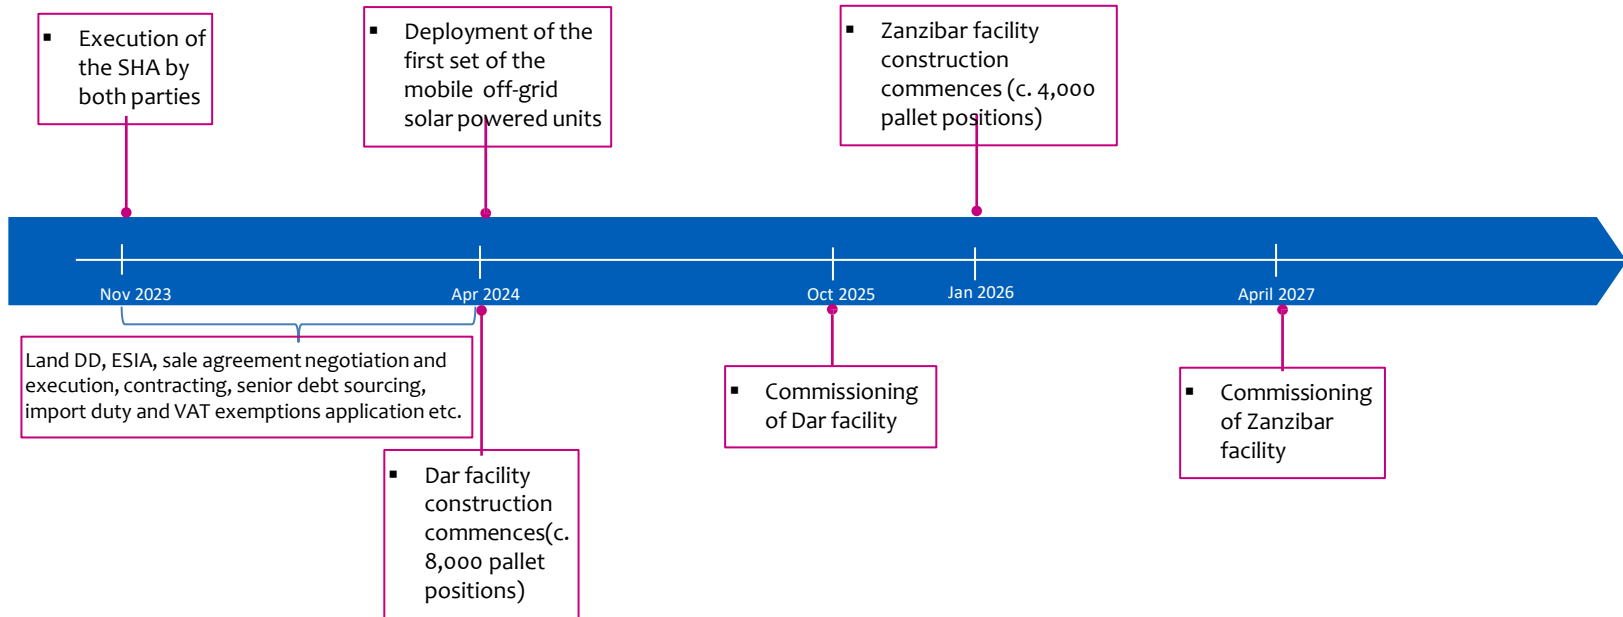 ▪ Execution of
the SHA by
both parties
▪ Deployment of the
first set of the
mobile off-grid
solar powered units
▪ Zanzibar facility
construction
commences (c. 4,000
pallet positions)
Nov 2023
Apr 2024
Oct 2025
Jan 2026
April 2027
Land DD, ESIA, sale agreement negotiation and
execution, contracting, senior debt sourcing,
import duty and VAT exemptions application etc.
▪ Dar facility
construction
commences(c.
8,000 pallet
positions)
▪ Commissioning
of Dar facility
▪ Commissioning
of Zanzibar
facility